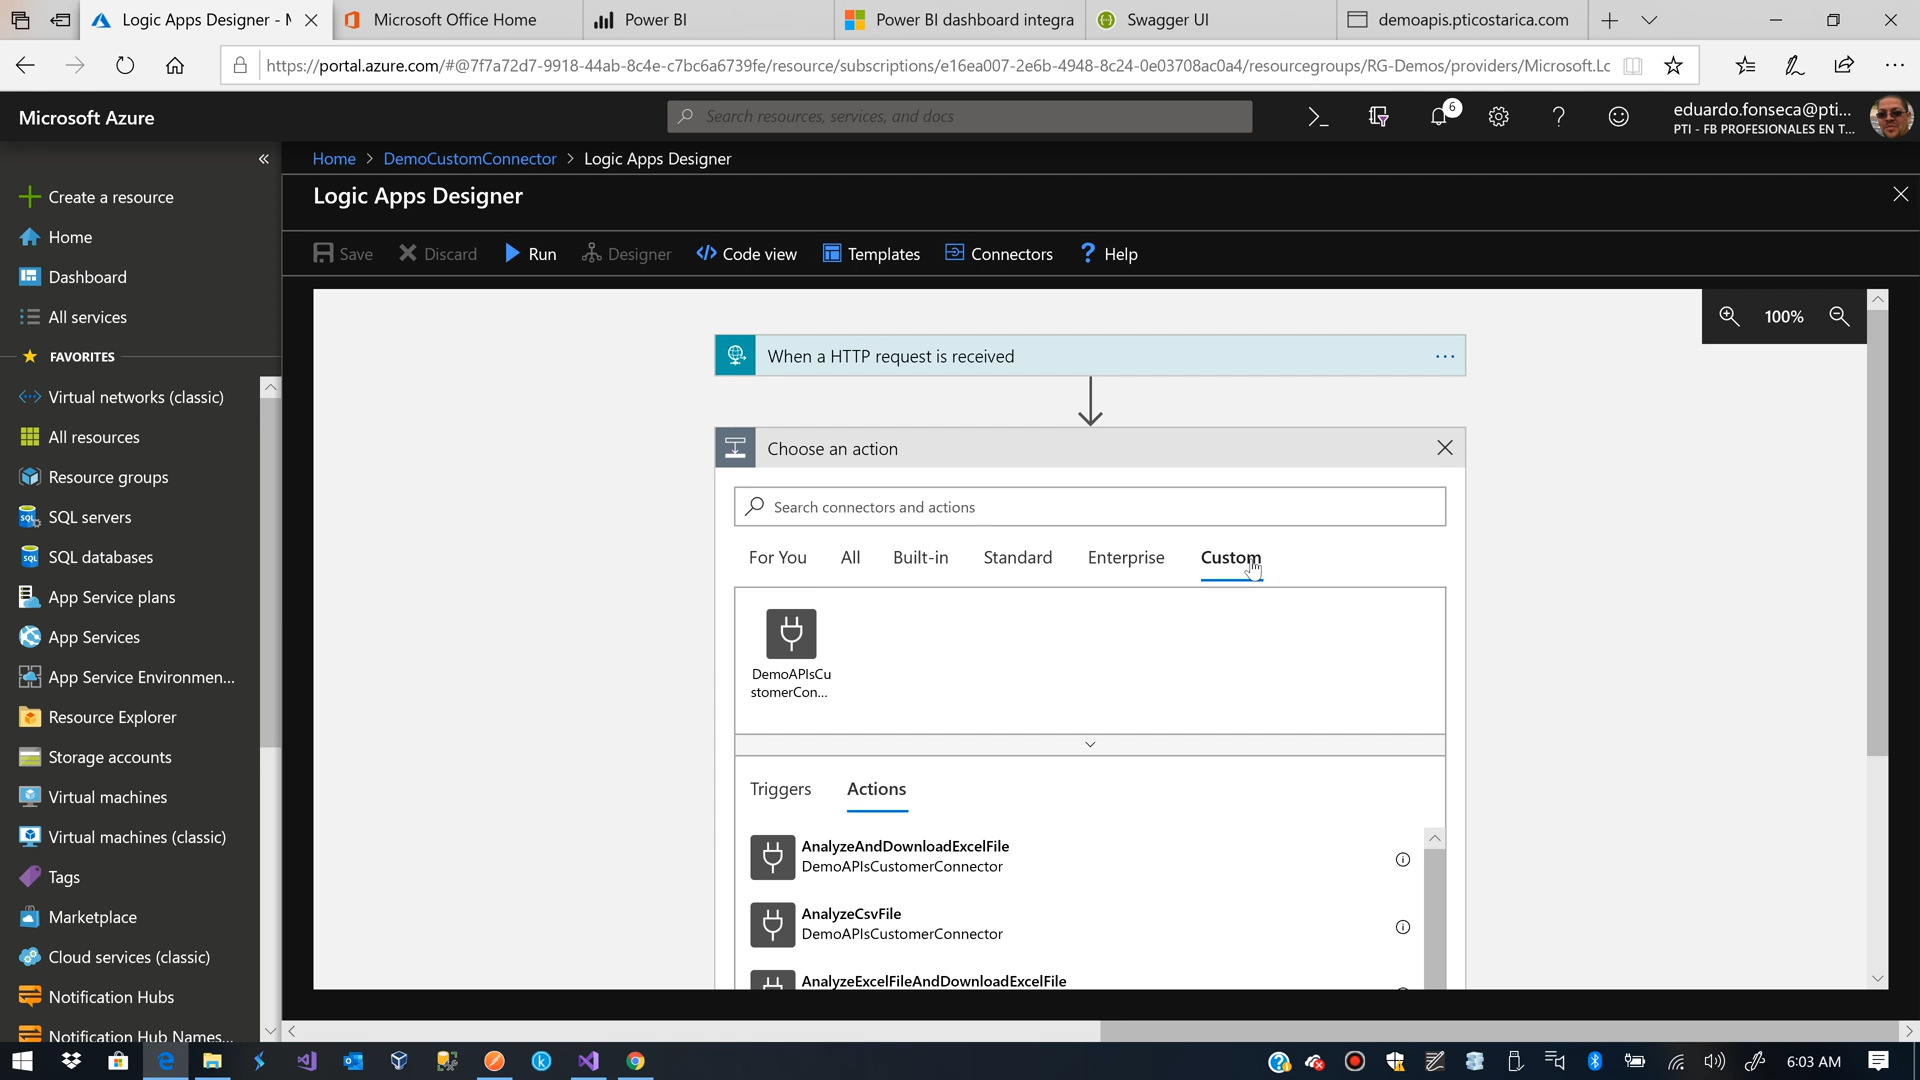 Logic Apps Designer - M
Microsoft Office Home
Power BI
Power BI dashboard integra
Swagger UI
demoapis.pticostarica.com
https://portal.azure.com/#@7f7a72d7-9918-44ab-8c4e-c7bc6a6739fe/resource/subscriptions/e16ea007-2e6b-4948-8c24-0e03708ac0a4/resourcegroups/RG-Demos/providers/Microsoft.Lc
Microsoft Azure
Search resources, services, and docs
6
eduardo.fonseca@pti...
PTI - FB PROFESIONALES EN T...
Home > DemoCustomConnector > Logic Apps Designer
Logic Apps Designer
Save
Discard
Run
Designer
Code view
Templates
Connectors
Help
Create a resource
Home
Dashboard
All services
FAVORITES
Virtual networks (classic)
All resources
Resource groups
SQL servers
SQL databases
App Service plans
App Services
App Service Environmen...
Resource Explorer
Storage accounts
Virtual machines
Virtual machines (classic)
Tags
Marketplace
Cloud services (classic)
Notification Hubs
Notification Hub Names...
100%
When a HTTP request is received
Choose an action
Search connectors and actions
For You
All
Built-in
Standard
Enterprise
Custom
DemoAPIsCu
stomerCon...
Triggers
Actions
AnalyzeAndDownloadExcelFile
DemoAPIsCustomerConnector
AnalyzeCsvFile
DemoAPIsCustomerConnector
AnalyzeExcelFileAndDownloadExcelFile
6:03 AM